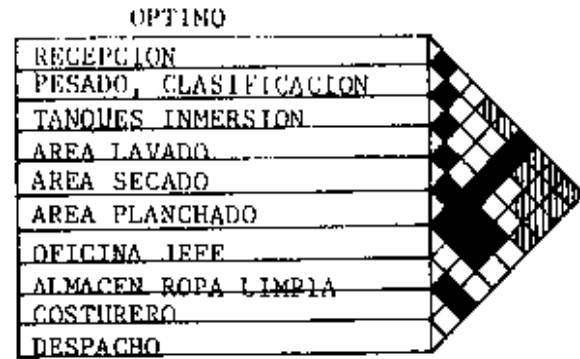 OPTIMO
RECEPCION
PESADO, CLASIFICACION
TANQUES INMERSION
AREA LAVADO
AREA SECADO
AREA PLANCHADO
OFICINA JEFE
ALMACEN ROPA LIMPIA
COSTURERO
DESPACHO